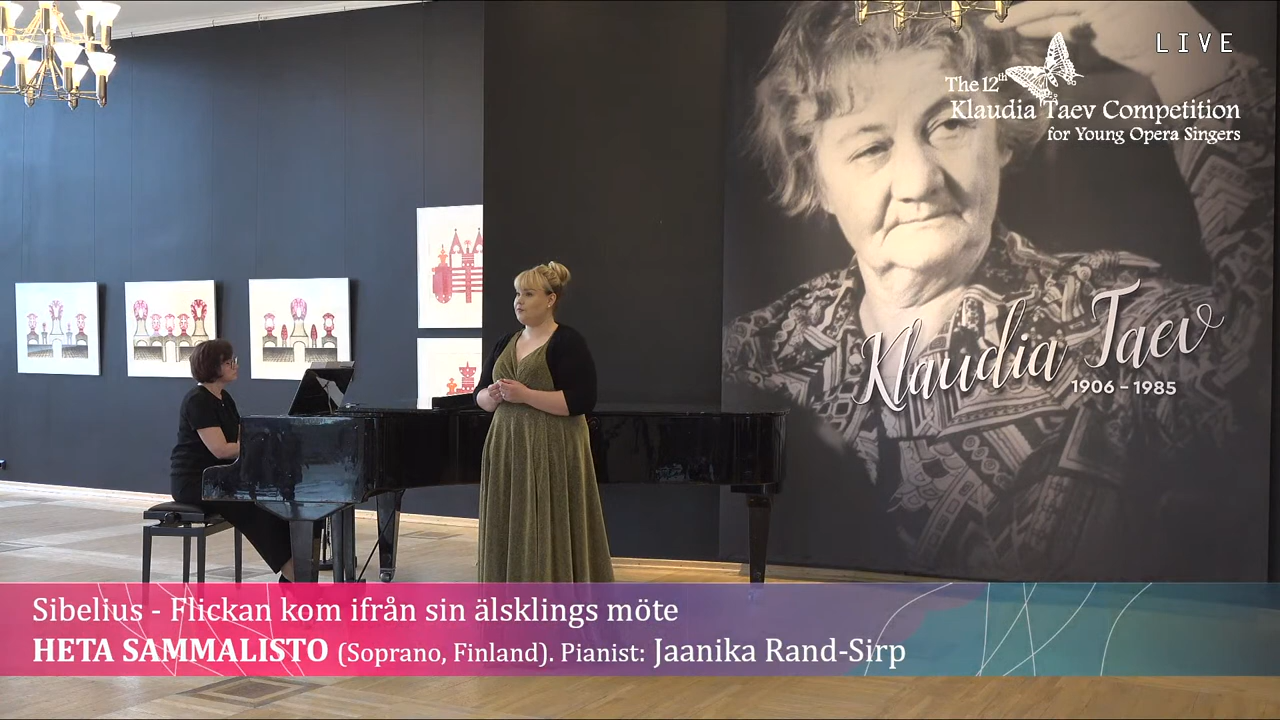 LIVE
The 12th
Klaudia Taev Competition
for Young Opera Singers
Klaudia Taev
1906 – 1985
Sibelius - Flickan kom ifrån sin älsklings möte
HETA SAMMALISTO (Soprano, Finland). Pianist: Jaanika Rand-Sirp